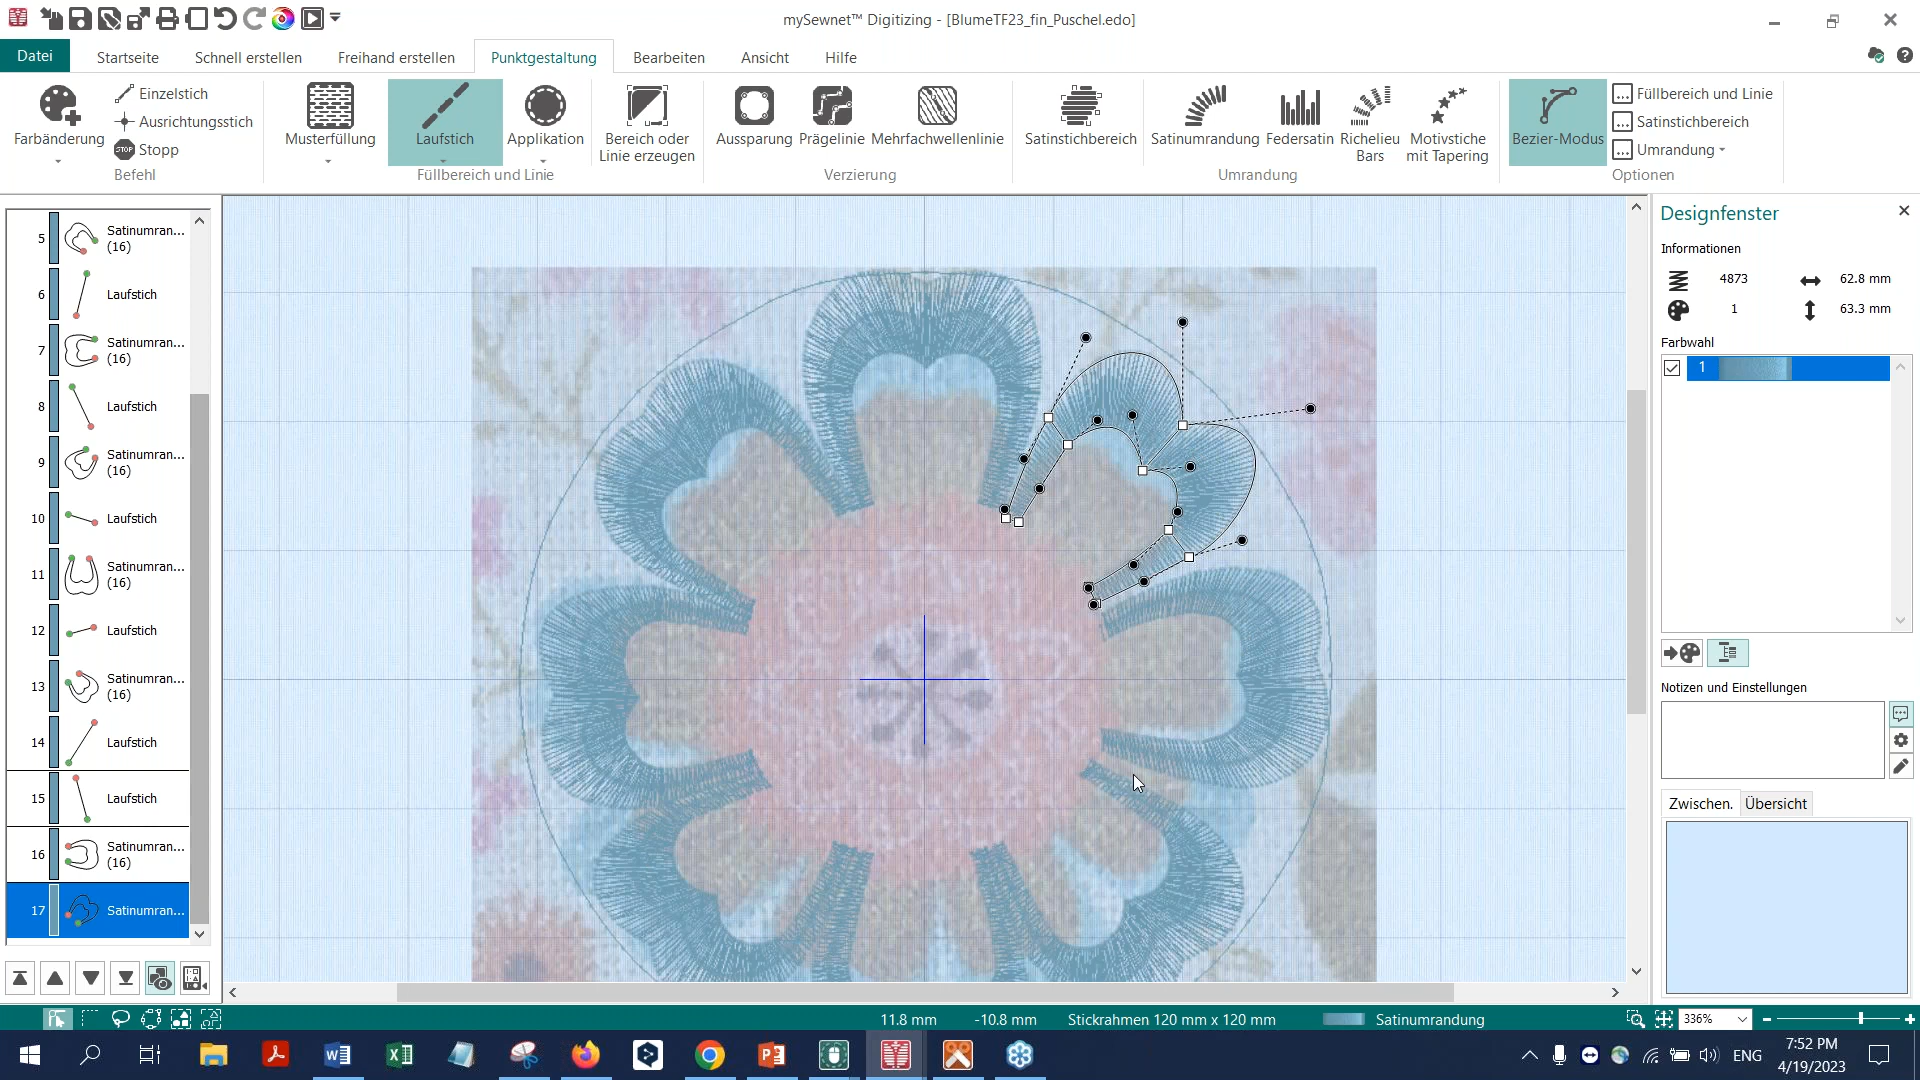 mySewnet™ Digitizing - [BlumeTF23_fin_Puschel.edo]
Datei
Startseite
Schnell erstellen
Freihand erstellen
Punktgestaltung
Bearbeiten
Ansicht
Hilfe
Farbänderung
Einzelstich
Ausrichtungsstich
STOP Stopp
Befehl
Musterfüllung
Laufstich
Applikation
Bereich oder
Linie erzeugen
Füllbereich und Linie
Aussparung
Prägelinie
Mehrfachwellenlinie
Verzierung
Satinstichbereich
Satinumrandung
Federsatin
Richelieu
Bars
Motivstiche
mit Tapering
Umrandung
Bezier-Modus
Füllbereich und Linie
Satinstichbereich
Umrandung
Optionen
5 Satinumran...
(16)
6 Laufstich
7 Satinumran...
(16)
8 Laufstich
9 Satinumran...
(16)
10 Laufstich
11 Satinumran...
(16)
12 Laufstich
13 Satinumran...
(16)
14 Laufstich
15 Laufstich
16 Satinumran...
(16)
17 Satinumran...
Designfenster
Informationen
4873 62.8 mm
1 63.3 mm
Farbwahl
1
Notizen und Einstellungen
Zwischen. Übersicht
11.8 mm -10.8 mm Stickrahmen 120 mm x 120 mm Satinumrandung 336%
ENG
7:52 PM
4/19/2023